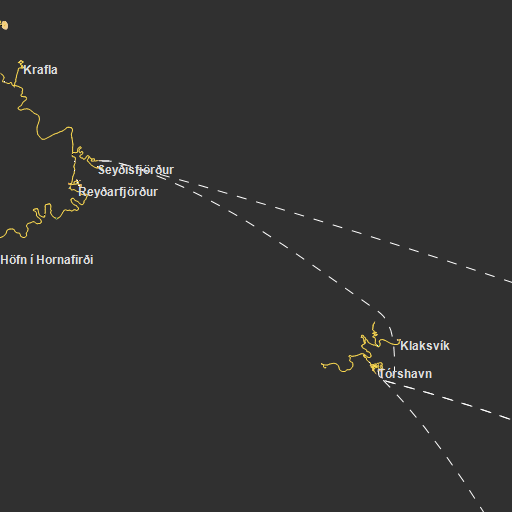 Krafla
Seyðisfjörður
Reyðarfjörður
Höfn í Hornafirði
Klaksvík
Tórshavn